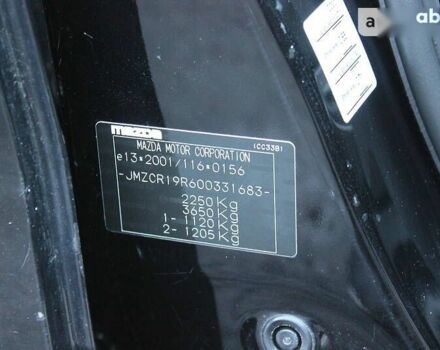 a
ab
mazda
(CC33B)
MAZDA MOTOR CORPORATION
e13*2001/116*0156
-JMZCR19R600331683-
2250Kg
3650Kg
1- 1120Kg
2- 1205Kg